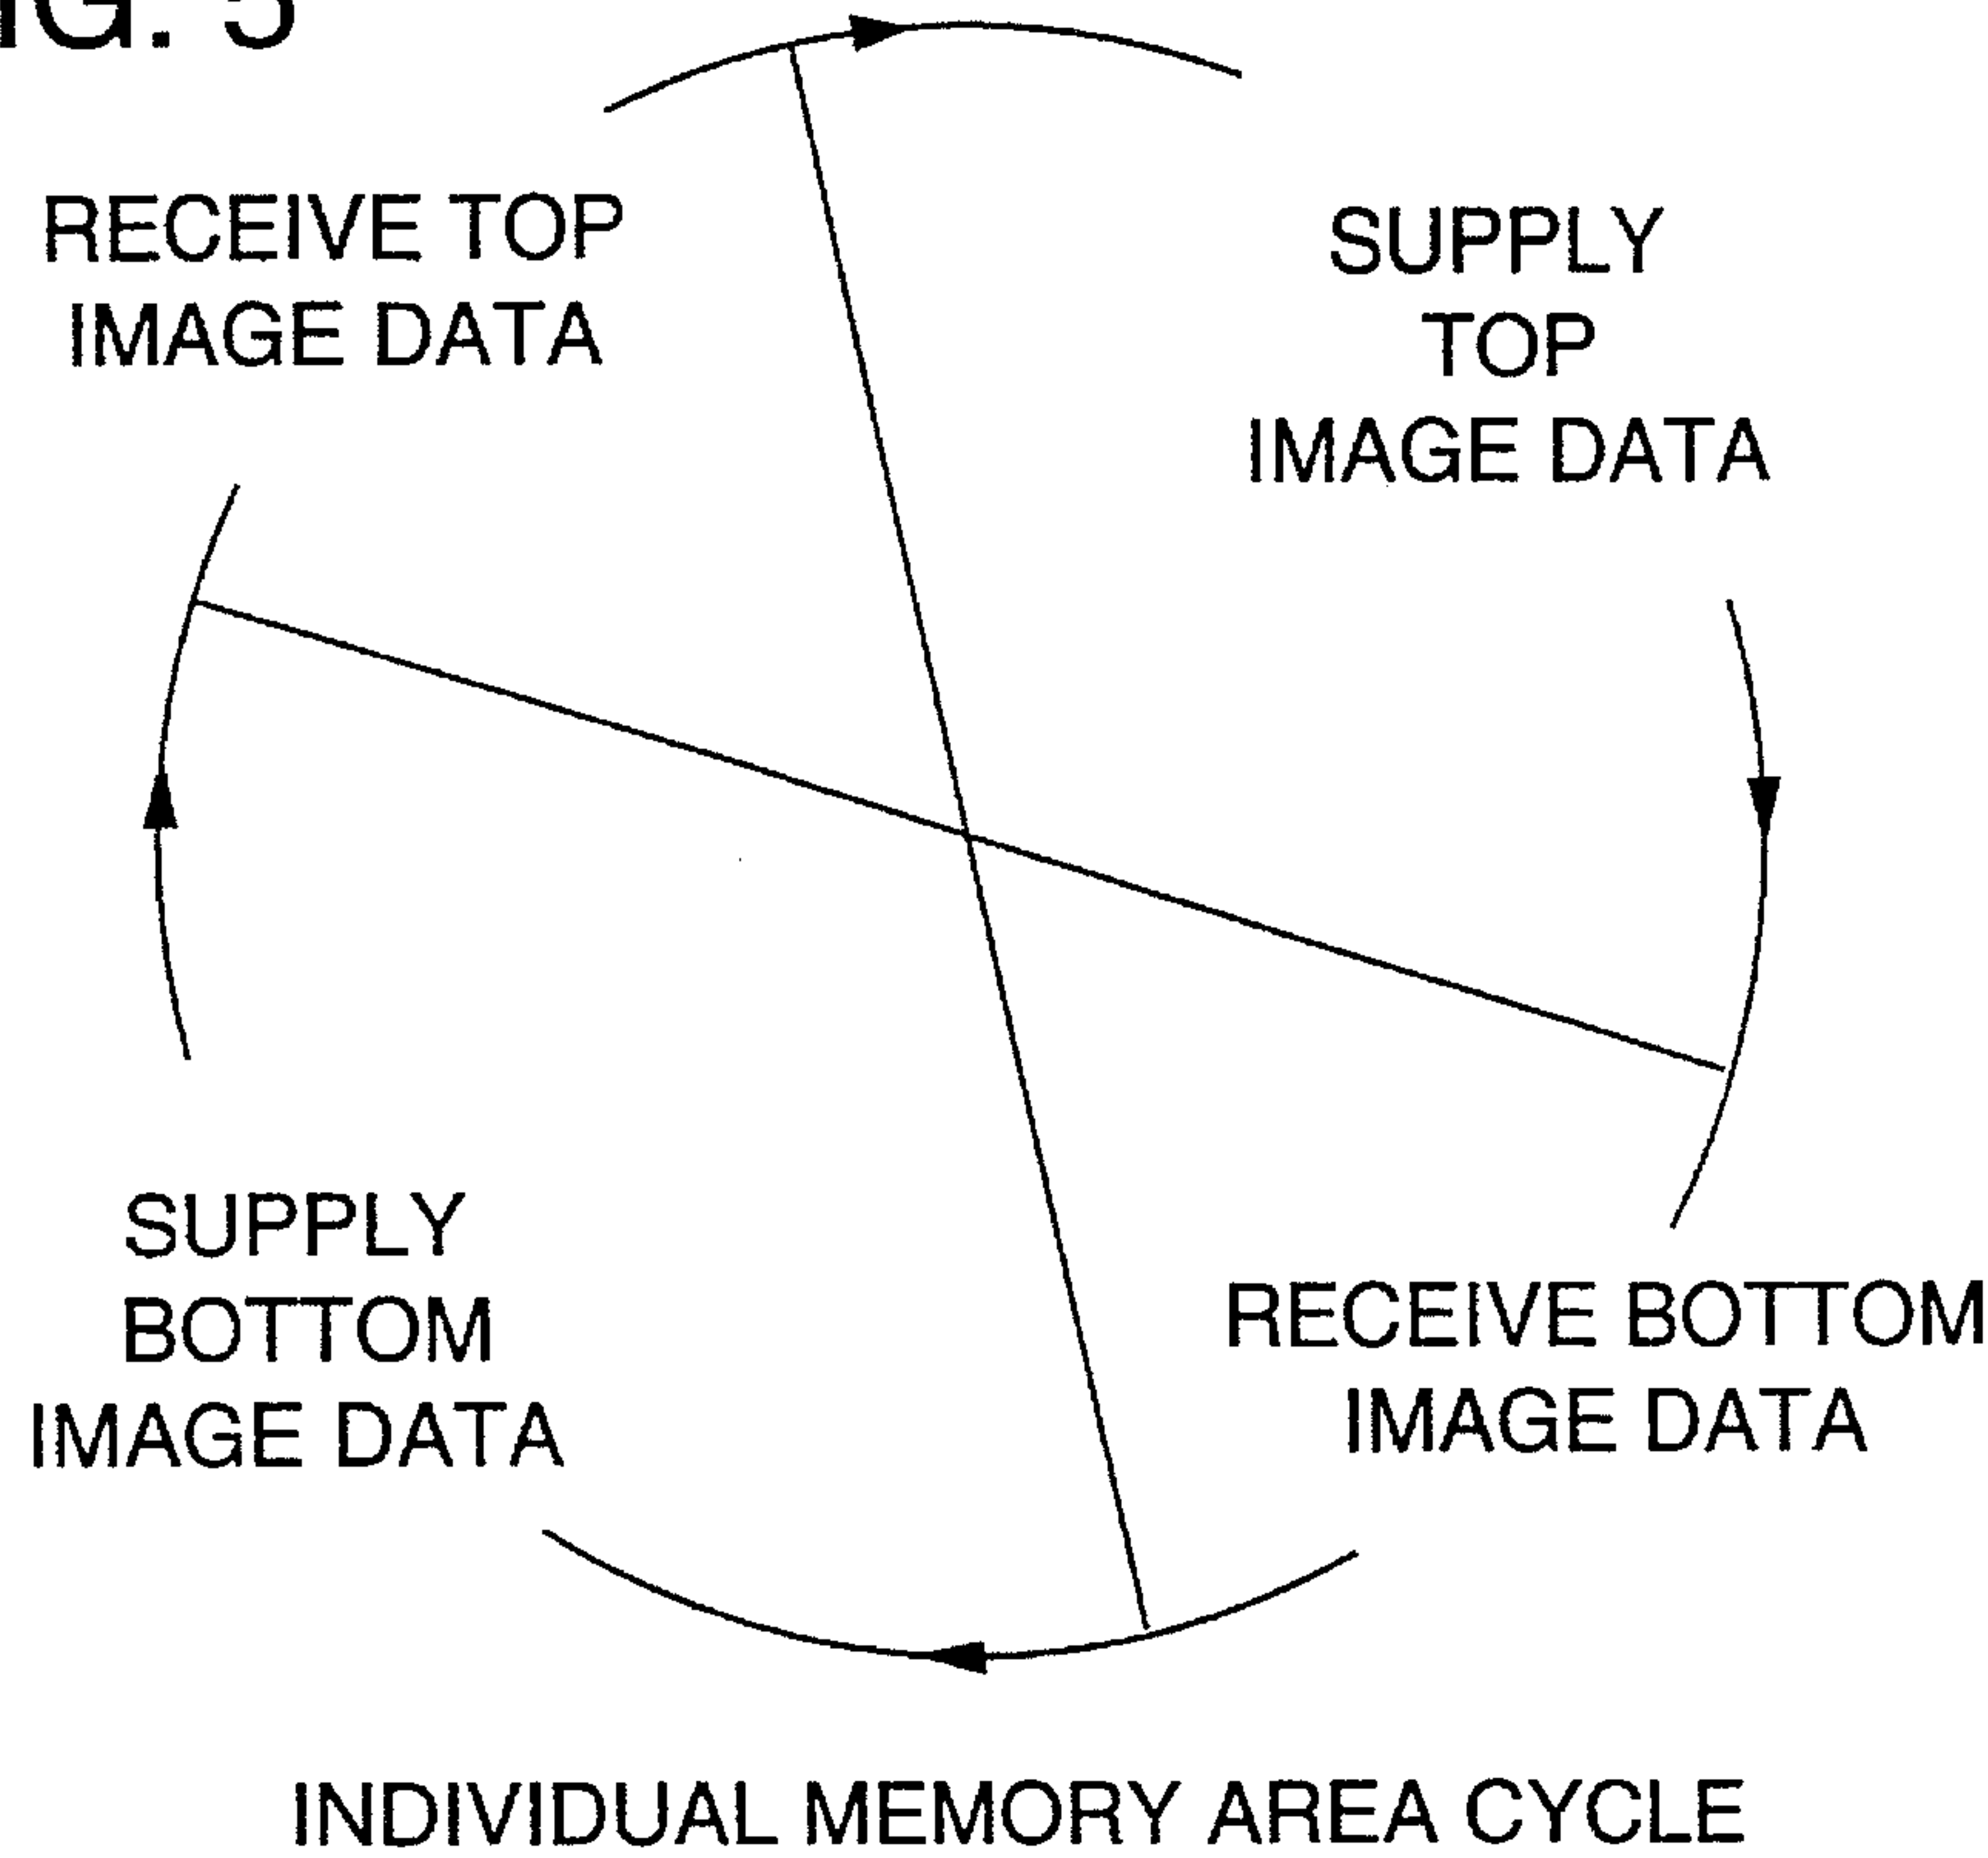 IG. 5
RECEIVE TOP
IMAGE DATA
SUPPLY
TOP
IMAGE DATA
SUPPLY
BOTTOM
IMAGE DATA
RECEIVE BOTTOM
IMAGE DATA
INDIVIDUAL MEMORY AREA CYCLE